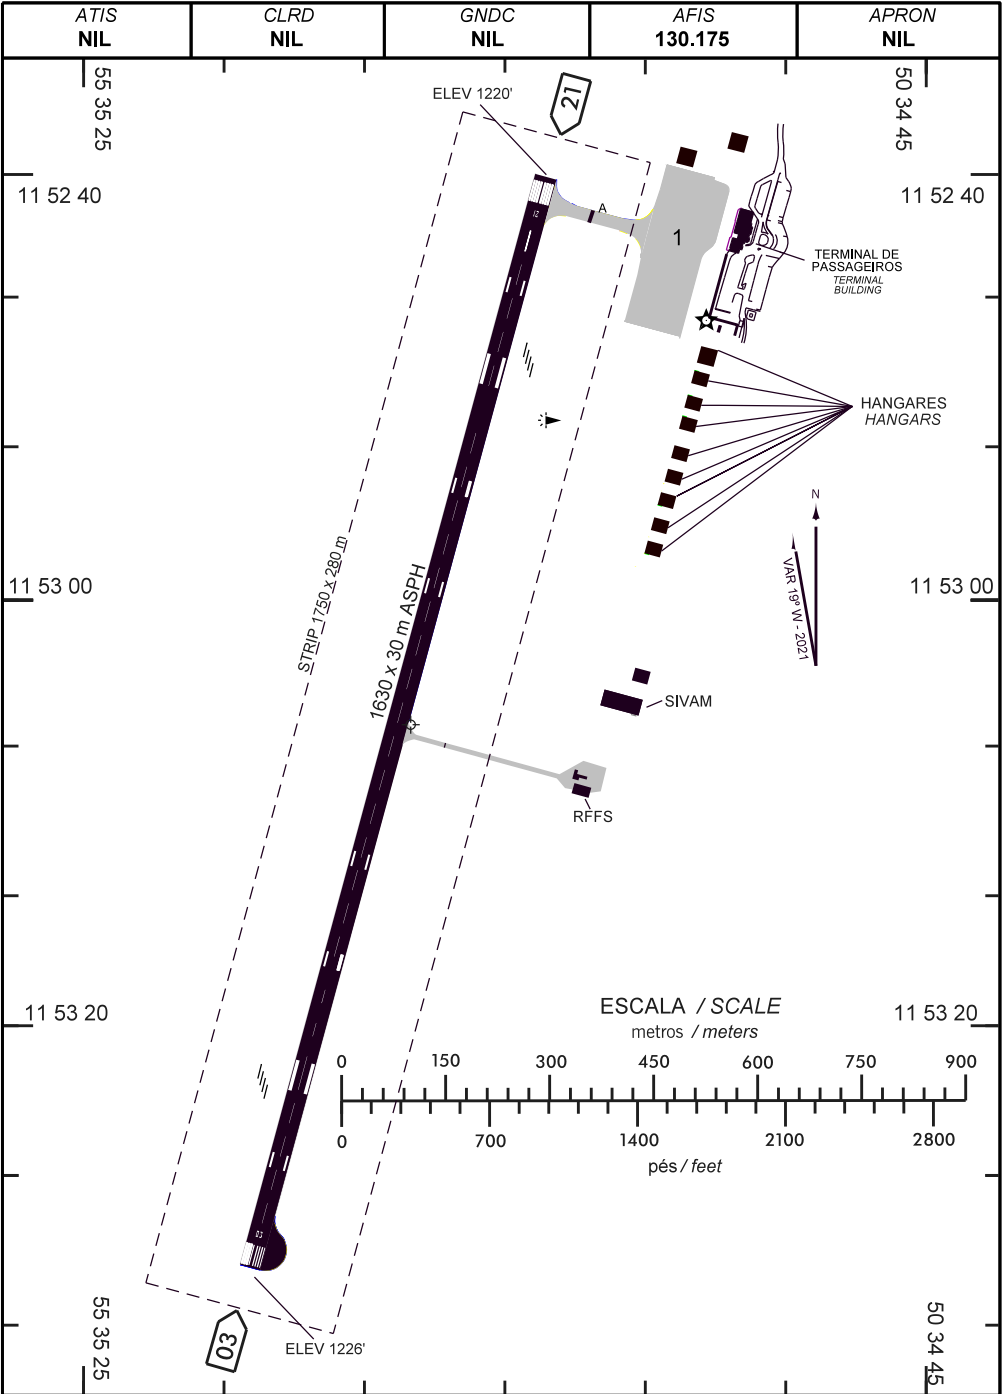 ATIS
NIL
CLRD
NIL
GNDC
NIL
AFIS
130.175
APRON
NIL
55 35 25
50 34 45
ELEV 1220'
21
11 52 40
11 52 40
A
21
1
TERMINAL DE
PASSAGEIROS
TERMINAL
BUILDING
HANGARES
HANGARS
N
VAR 19º W - 2021
STRIP 1750 x 280 m
11 53 00
11 53 00
1630 x 30 m ASPH
SIVAM
RFFS
11 53 20
11 53 20
ESCALA / SCALE
metros / meters
0 150 300 450 600 750 900
0 700 1400 2100 2800
pés / feet
03
55 35 25
50 34 45
03
ELEV 1226'